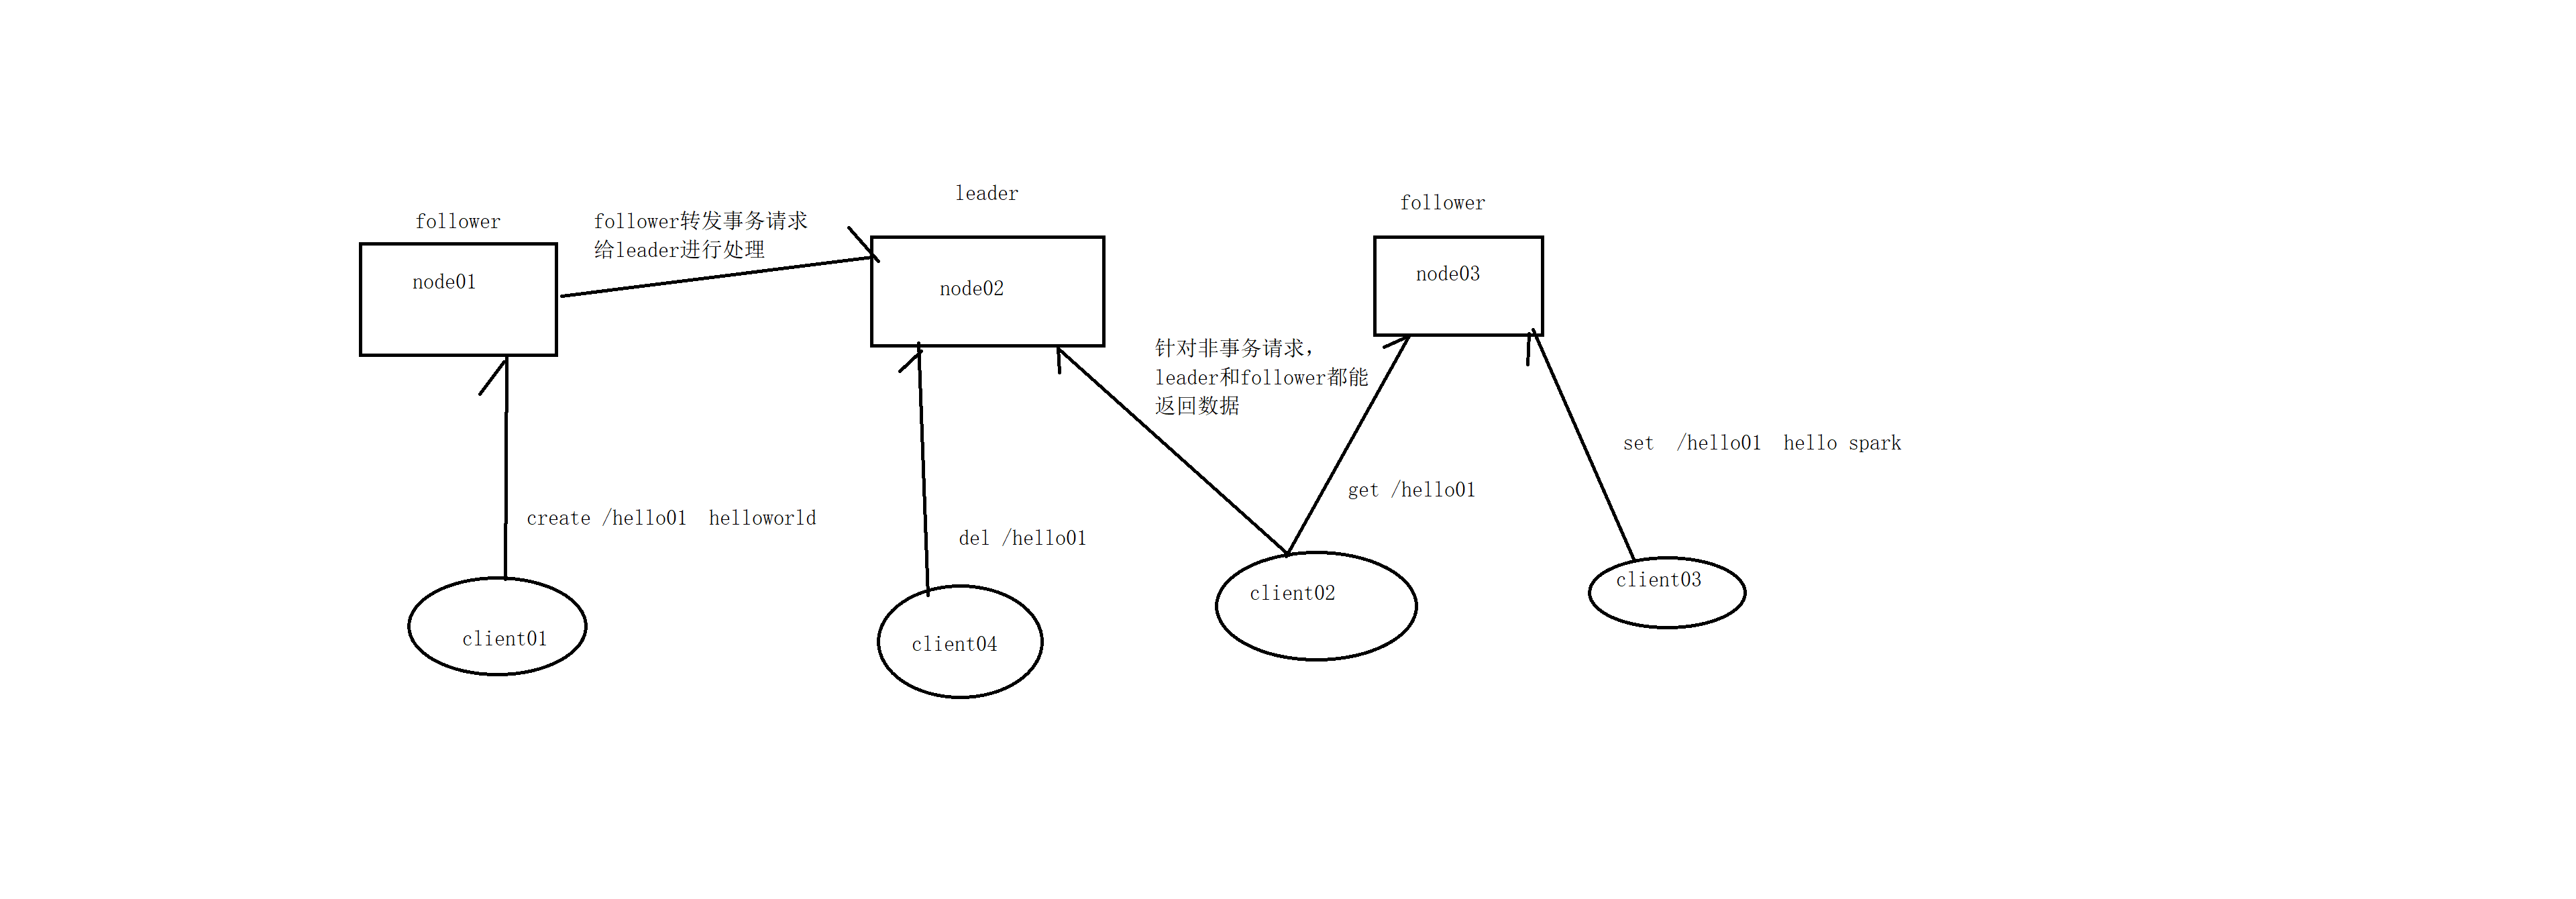 leader
follower
follower
follower转发事务请求
给leader进行处理
node01
node02
node03
针对非事务请求，
leader和follower都能
返回数据
set  /hello01  hello spark
get /hello01
create /hello01  helloworld
del /hello01
client01
client04
client02
client03